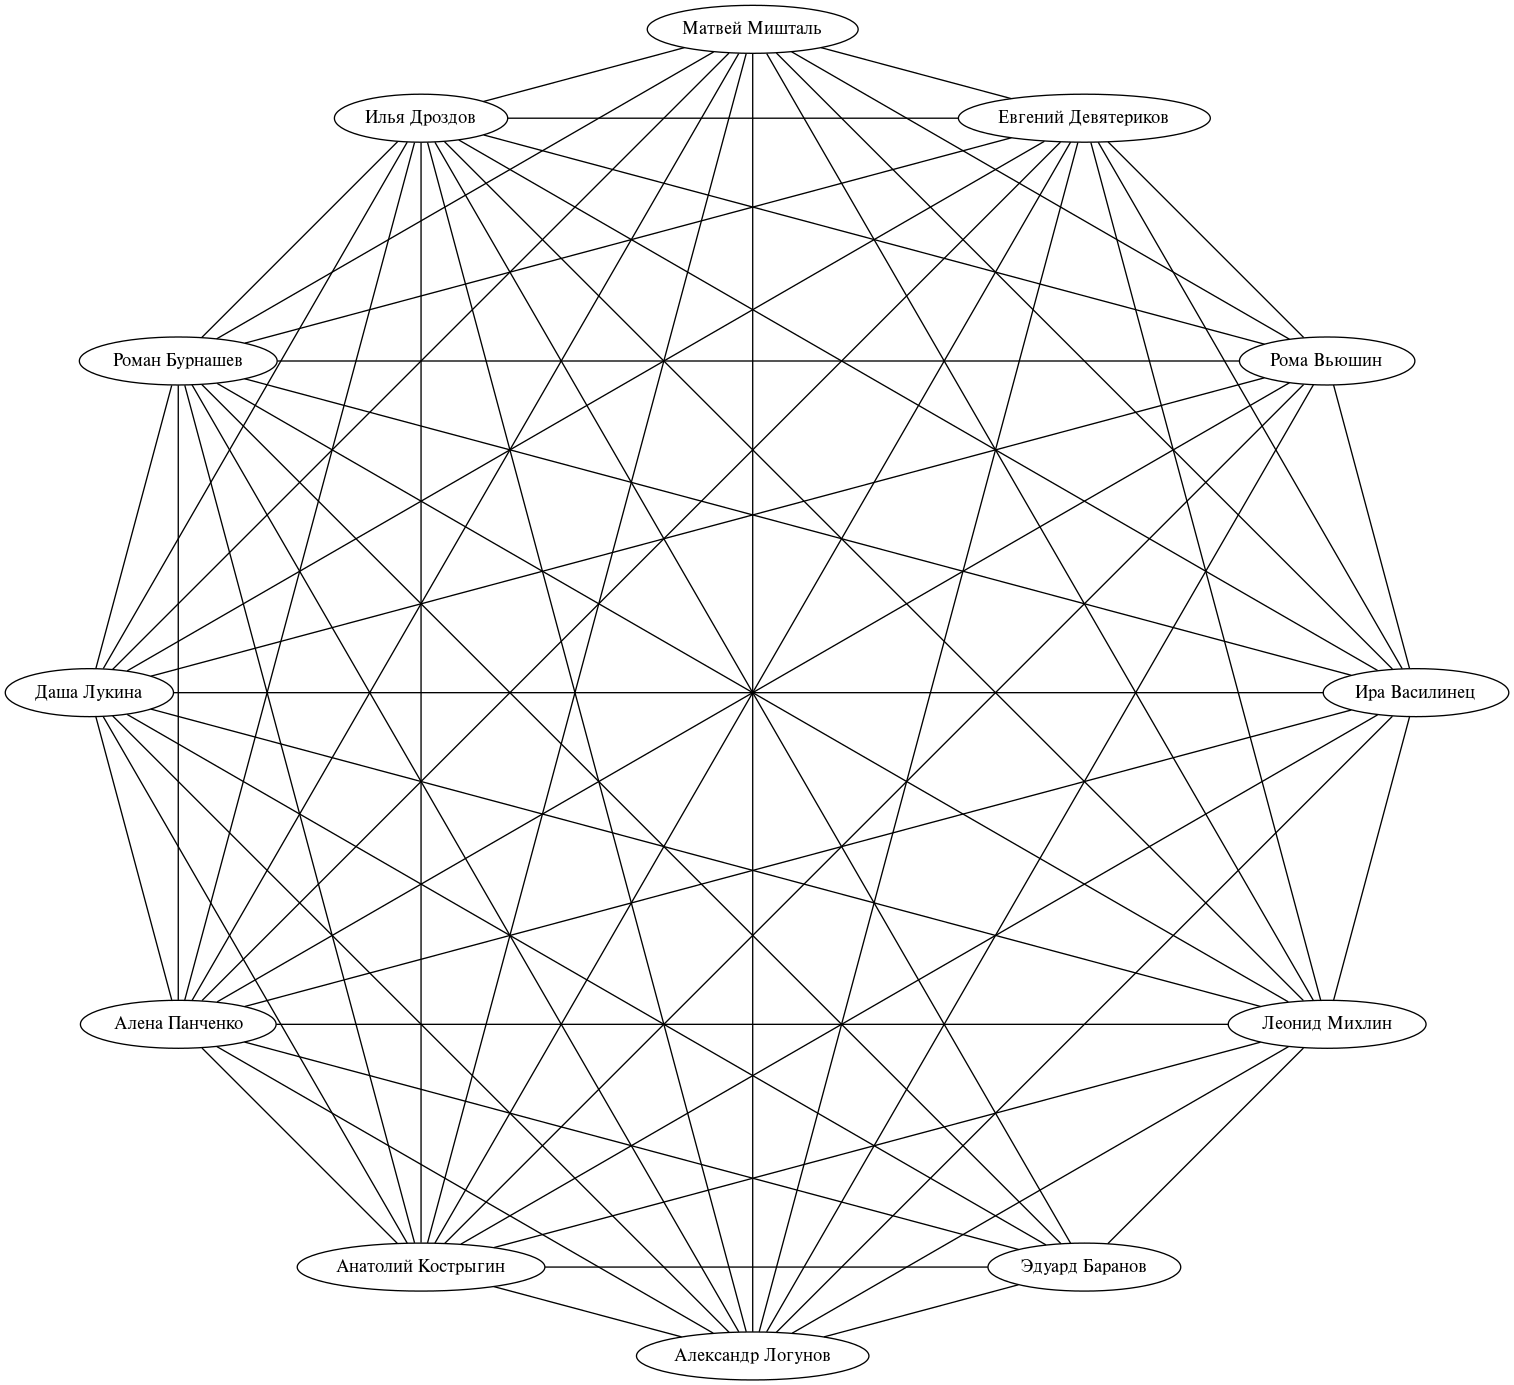 Матвей Мишталь
Илья Дроздов
Евгений Девятериков
Роман Бурнашев
Рома Вьюшин
Даша Лукина
Ира Василинец
Алена Панченко
Леонид Михлин
Анатолий Кострыгин
Эдуард Баранов
Александр Логунов